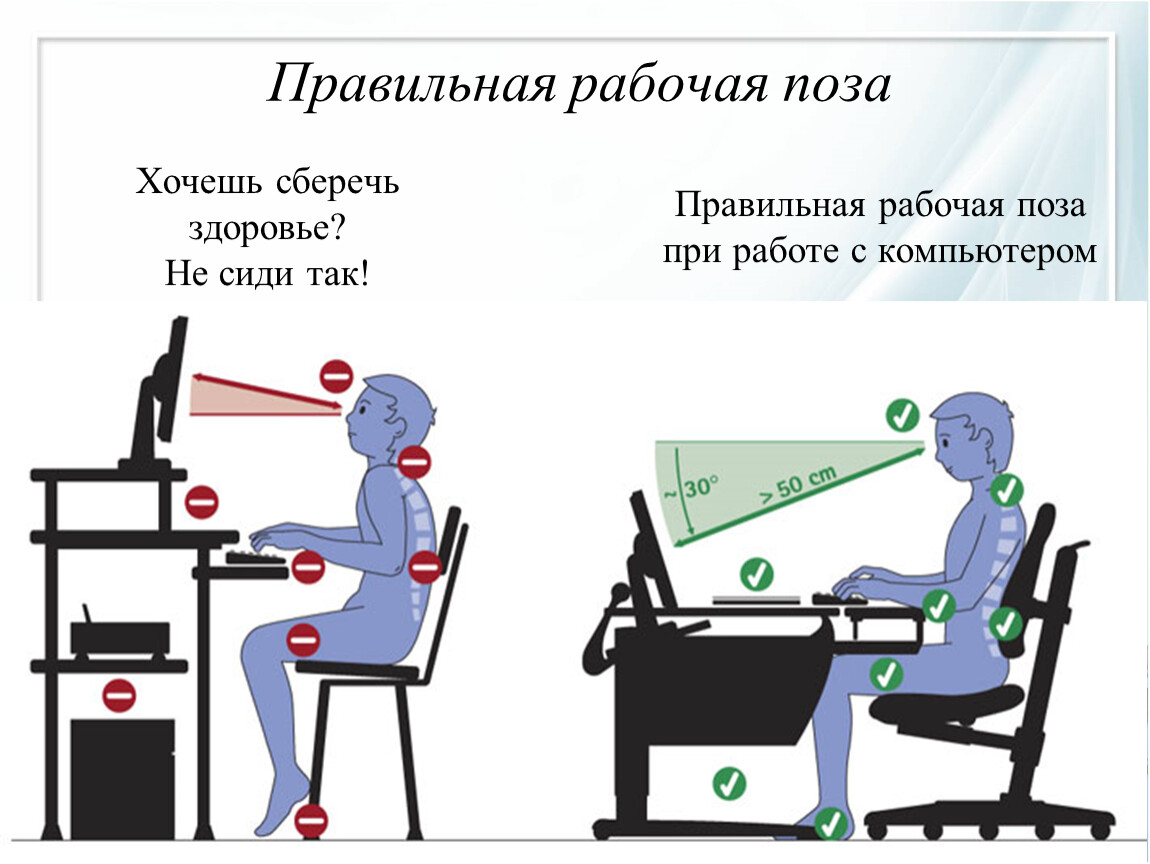 Правильная рабочая поза
Хочешь сберечь
здоровье?
Не сиди так!
Правильная рабочая поза
при работе с компьютером
~ 30°
> 50 cm